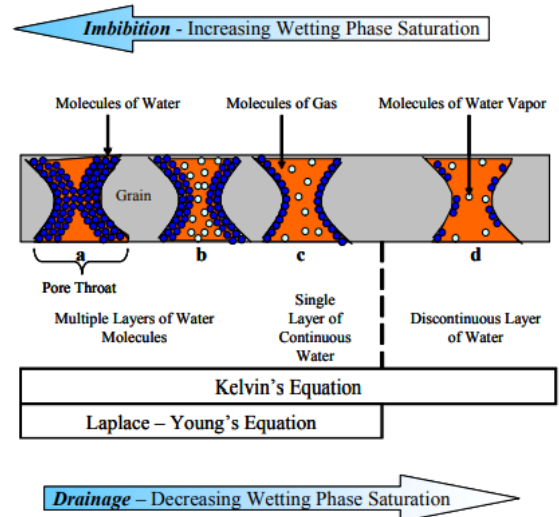 Imbibition - Increasing Wetting Phase Saturation
Molecules of Water
Molecules of Gas
Molecules of Water Vapor
Grain
a
b
c
d
Pore Throat
Multiple Layers of Water
Molecules
Single
Layer of
Continuous
Water
Discontinuous Layer
of Water
Kelvin's Equation
Laplace – Young's Equation
Drainage – Decreasing Wetting Phase Saturation